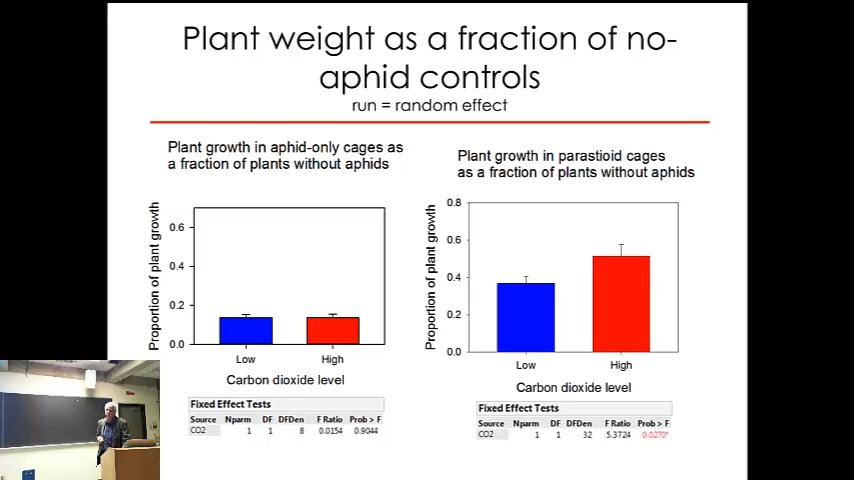 Plant weight as a fraction of no-
aphid controls
run = random effect
Plant growth in aphid-only cages as
a fraction of plants without aphids
Proportion of plant growth
0.6
0.4
0.2
0.0
Low High
Carbon dioxide level
Fixed Effect Tests
Source Nparm DF DFDen F Ratio Prob > F
CO2 1 1 8 0.0154 0.9044
Plant growth in parastioid cages
as a fraction of plants without aphids
Proportion of plant growth
0.8
0.6
0.4
0.2
0.0
Low High
Carbon dioxide level
Fixed Effect Tests
Source Nparm DF DFDen F Ratio Prob > F
CO2 1 1 32 5.3724 0.0270*